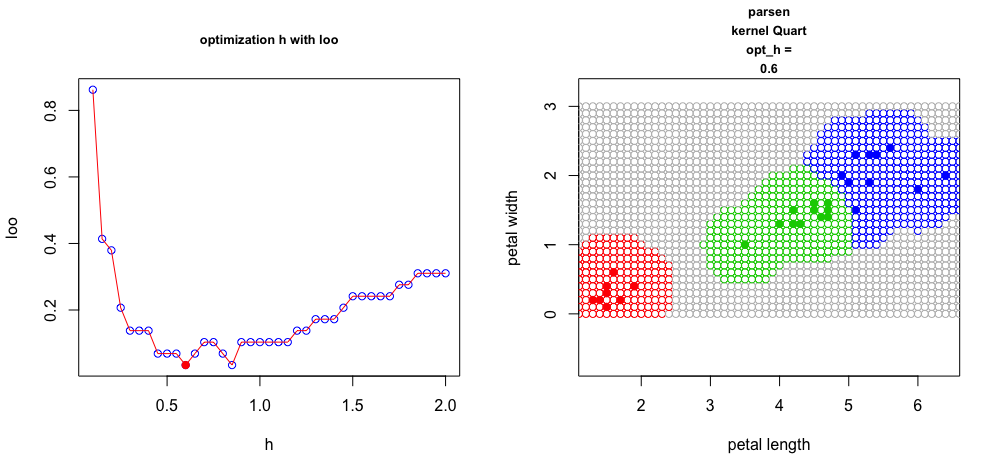 optimization h with loo
loo
0.2
0.4
0.6
0.8
0.5
1.0
1.5
2.0
h
parsen
kernel Quart
opt_h =
0.6
petal width
0
1
2
3
2
3
4
5
6
petal length